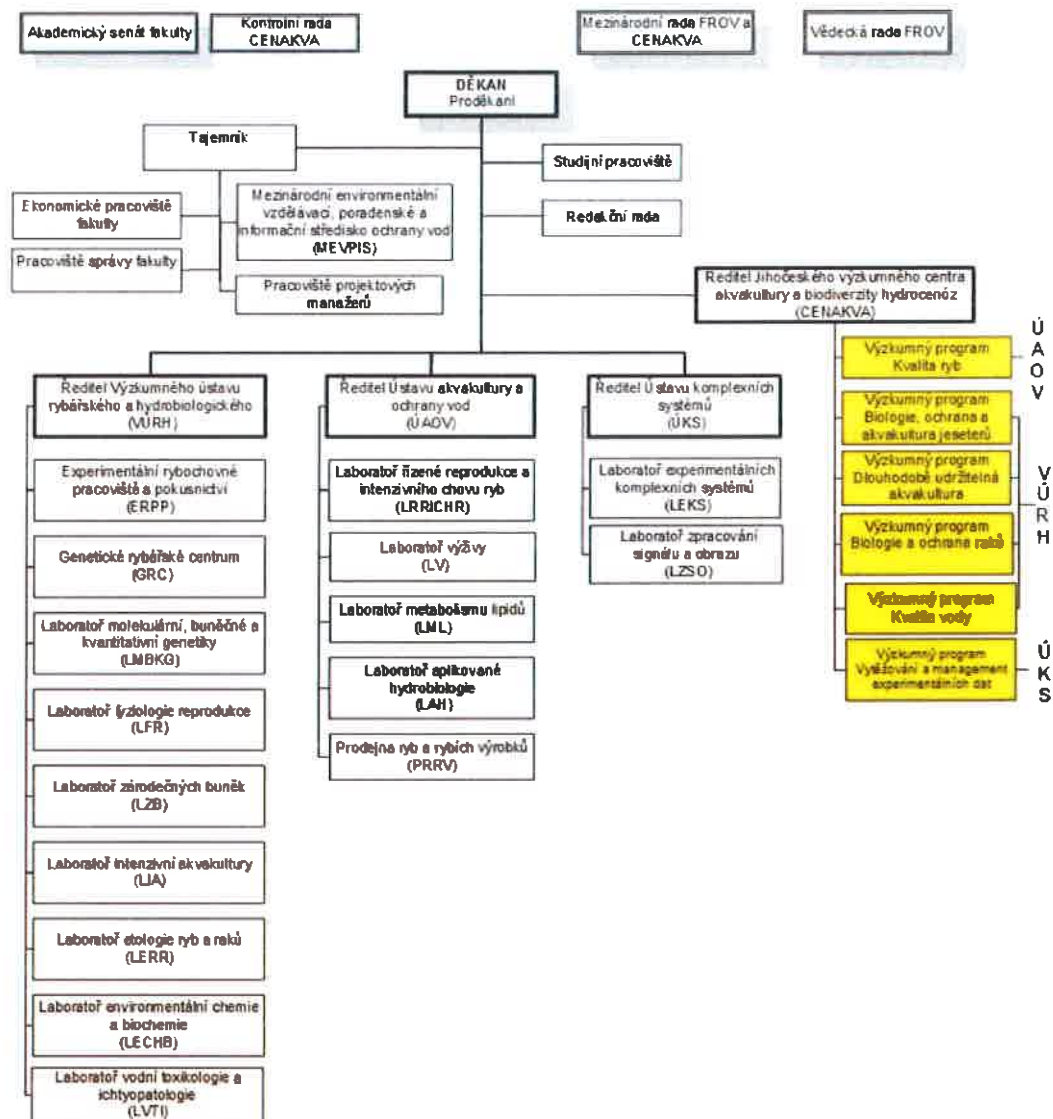 Akademický senát fakulty
Kontrolní rada
CENAKVA
Mezinárodní rada FROV a
CENAKVA
Vědecká rada FROV
DĚKAN
Proděkani
Tajemník
Studijní pracoviště
Ekonomické pracoviště
fakulty
Mezinárodní environmentální
vzdělávací, poradenské a
informační středisko ochrany vod
(MEVPIS)
Redakční rada
Pracoviště správy fakulty
Pracoviště projektových
manažerů
Ředitel Jihočeského výzkumného centra
akvakultury a biodiverzity hydrocenóz
(CENAKVA)
Výzkumný program
Kvalita ryb
ÚAOV
Výzkumný program
Biologie, ochrana a
akvakultura jeseterů
Výzkumný program
Dlouhodobě udržitelná
akvakultura
Výzkumný program
Biologie a ochrana raků
Výzkumný program
Kvalita vody
VÚRH
Výzkumný program
Vytěžování a management
experimentálních dat
ÚKS
Ředitel Výzkumného ústavu
rybářského a hydrobiologického
(VÚRH)
Experimentální rybochovné
pracoviště a pokusnictví
(ERPP)
Genetické rybářské centrum
(GRC)
Laboratoř molekulární, buněčné a
kvantitativní genetiky
(LMBKG)
Laboratoř fyziologie reprodukce
(LFR)
Laboratoř zárodečných buněk
(LZB)
Laboratoř intenzivní akvakultury
(LIA)
Laboratoř etologie ryb a raků
(LERR)
Laboratoř environmentální chemie
a biochemie
(LECHB)
Laboratoř vodní toxikologie a
ichtyopatologie
(LVTI)
Ředitel Ústavu akvakultury a
ochrany vod
(ÚAOV)
Laboratoř řízené reprodukce a
intenzivního chovu ryb
(LRRICHR)
Laboratoř výživy
(LV)
Laboratoř metabolismu lipidů
(LML)
Laboratoř aplikované
hydrobiologie
(LAH)
Prodejna ryb a rybích výrobků
(PRRV)
Ředitel Ústavu komplexních
systémů
(ÚKS)
Laboratoř experimentálních
komplexních systémů
(LEKS)
Laboratoř zpracování
signálu a obrazu
(LZSO)